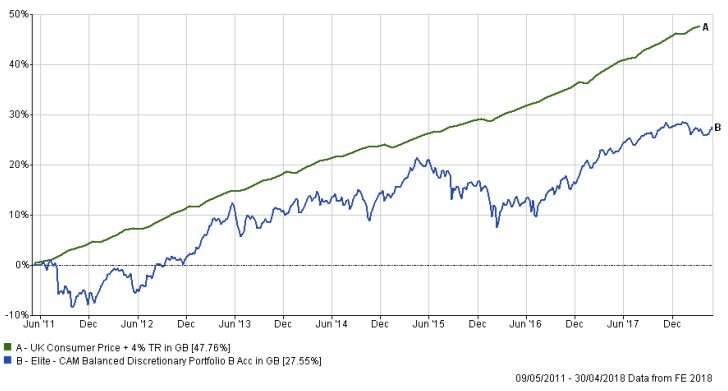 50%
40%
30%
20%
10%
0%
-10%
A
B
Jun '11 Dec Jun '12 Dec Jun '13 Dec Jun '14 Dec Jun '15 Dec Jun '16 Dec Jun '17 Dec
A - UK Consumer Price + 4% TR in GB [47.76%]
B - Elite - CAM Balanced Discretionary Portfolio B Acc in GB [27.55%]
09/05/2011 - 30/04/2018 Data from FE 2018